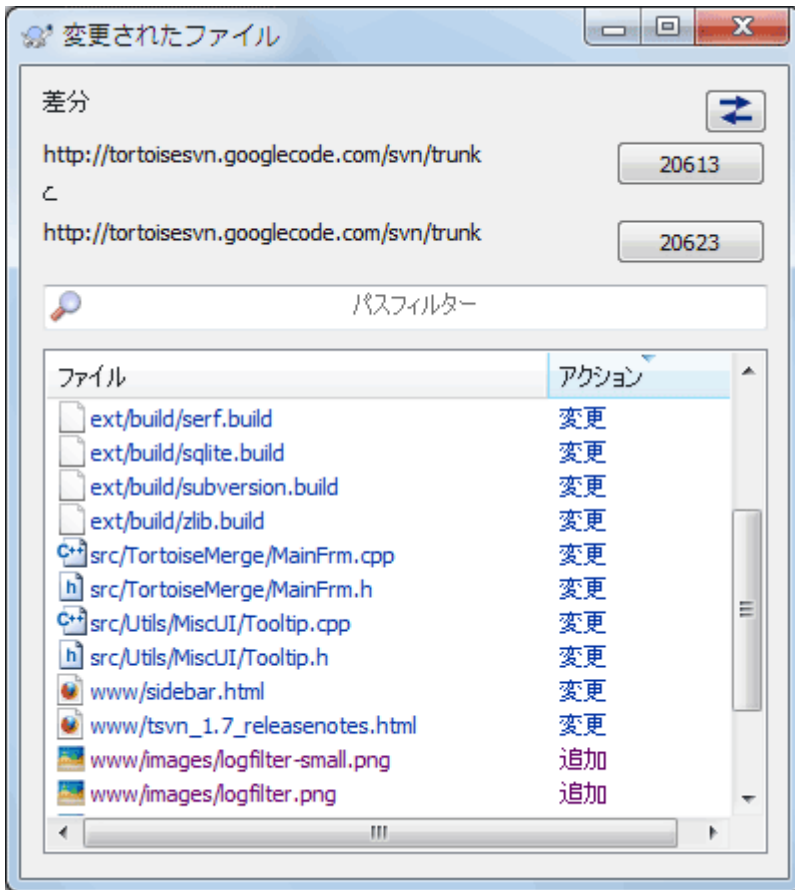 変更されたファイル
差分
http://tortoisesvn.googlecode.com/svn/trunk
20613
と
http://tortoisesvn.googlecode.com/svn/trunk
20623
パスフィルター
ファイル アクション
ext/build/serf.build 変更
ext/build/sqlite.build 変更
ext/build/subversion.build 変更
ext/build/zlib.build 変更
src/TortoiseMerge/MainFrm.cpp 変更
src/TortoiseMerge/MainFrm.h 変更
src/Utils/MiscUI/Tooltip.cpp 変更
src/Utils/MiscUI/Tooltip.h 変更
www/sidebar.html 変更
www/tsvn_1.7_releasenotes.html 変更
www/images/logfilter-small.png 追加
www/images/logfilter.png 追加